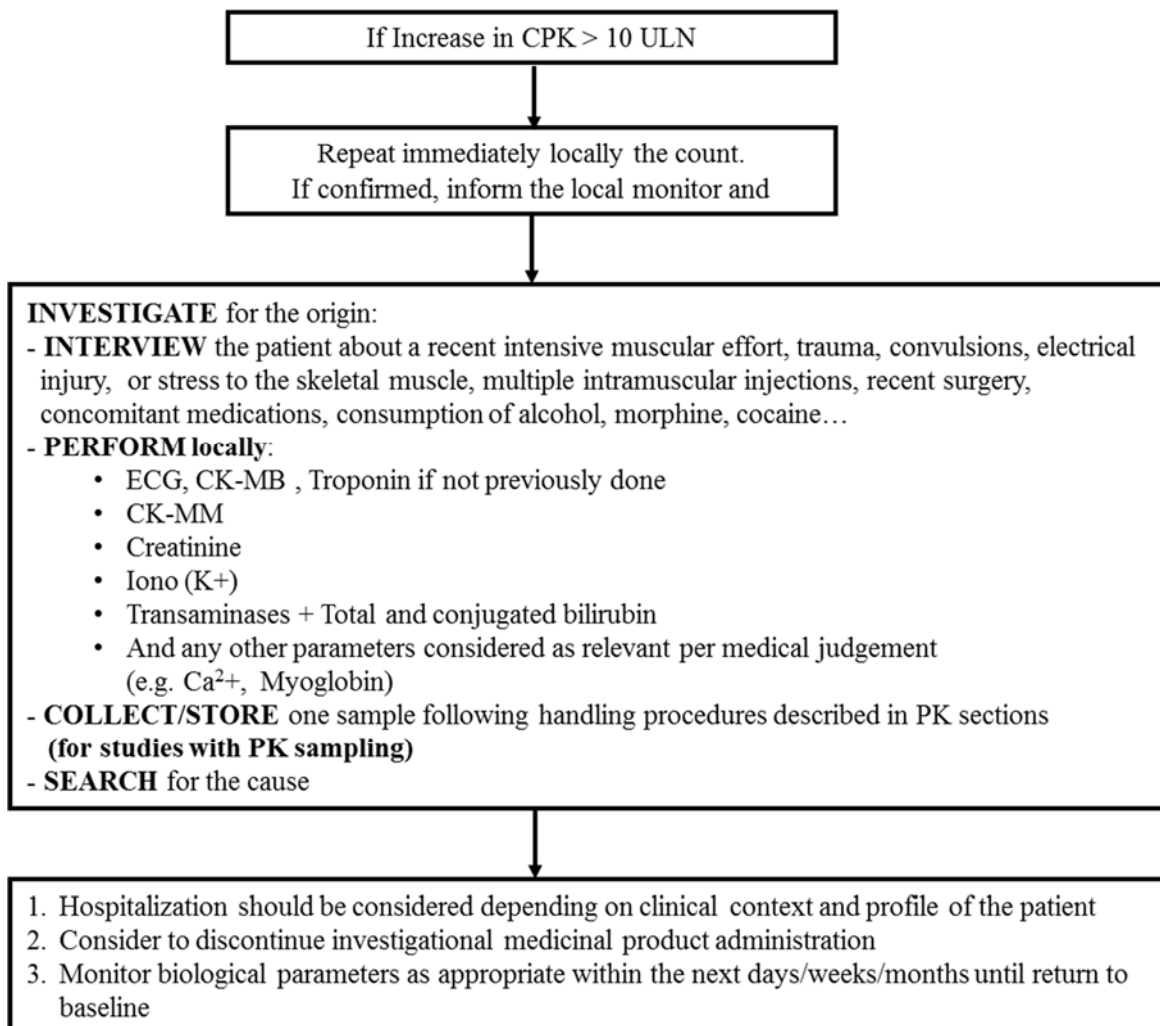 If Increase in CPK > 10 ULN
Repeat immediately locally the count.
If confirmed, inform the local monitor and
INVESTIGATE for the origin:
- INTERVIEW the patient about a recent intensive muscular effort, trauma, convulsions, electrical
injury, or stress to the skeletal muscle, multiple intramuscular injections, recent surgery,
concomitant medications, consumption of alcohol, morphine, cocaine…
- PERFORM locally:
• ECG, CK-MB , Troponin if not previously done
• CK-MM
• Creatinine
• Iono (K+)
• Transaminases + Total and conjugated bilirubin
• And any other parameters considered as relevant per medical judgement
(e.g. Ca²⁺, Myoglobin)
- COLLECT/STORE one sample following handling procedures described in PK sections
(for studies with PK sampling)
- SEARCH for the cause
1. Hospitalization should be considered depending on clinical context and profile of the patient
2. Consider to discontinue investigational medicinal product administration
3. Monitor biological parameters as appropriate within the next days/weeks/months until return to
baseline